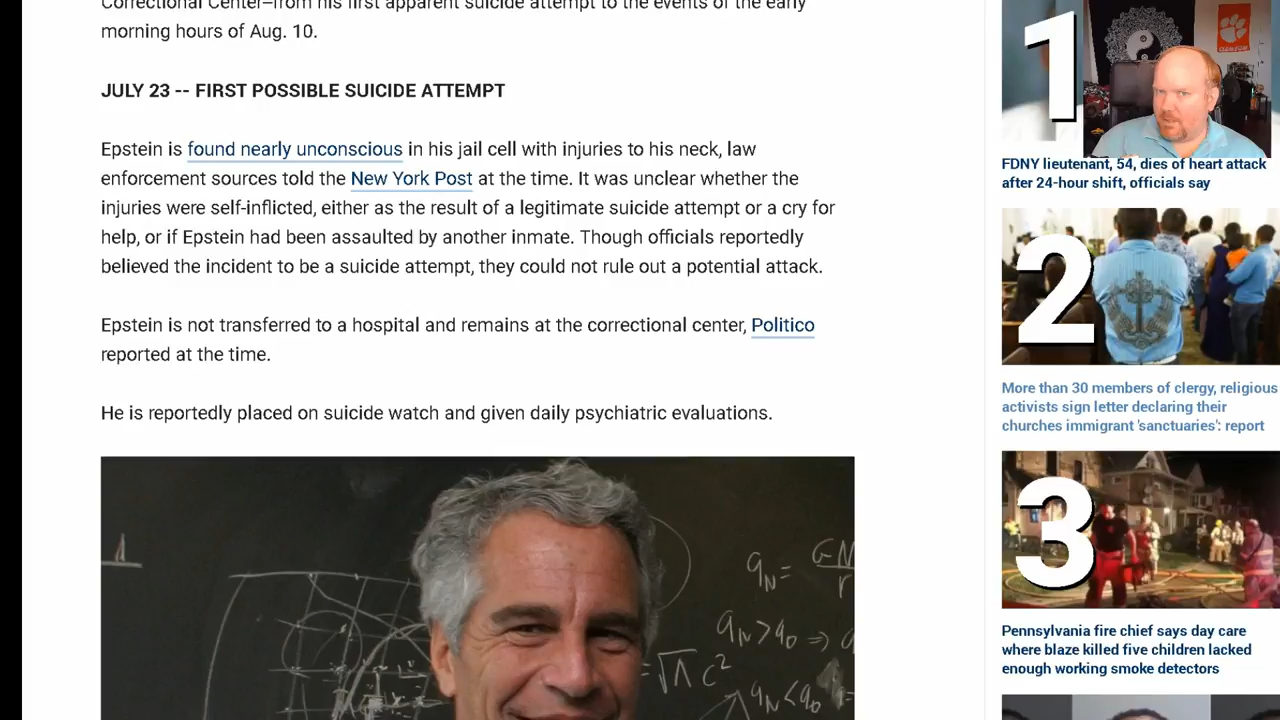 Correctional Center–from his first apparent suicide attempt to the events of the early
morning hours of Aug. 10.
JULY 23 -- FIRST POSSIBLE SUICIDE ATTEMPT
Epstein is found nearly unconscious in his jail cell with injuries to his neck, law
enforcement sources told the New York Post at the time. It was unclear whether the
injuries were self-inflicted, either as the result of a legitimate suicide attempt or a cry for
help, or if Epstein had been assaulted by another inmate. Though officials reportedly
believed the incident to be a suicide attempt, they could not rule out a potential attack.
Epstein is not transferred to a hospital and remains at the correctional center, Politico
reported at the time.
He is reportedly placed on suicide watch and given daily psychiatric evaluations.
1
FDNY lieutenant, 54, dies of heart attack
after 24-hour shift, officials say
2
More than 30 members of clergy, religious
activists sign letter declaring their
churches immigrant 'sanctuaries': report
3
Pennsylvania fire chief says day care
where blaze killed five children lacked
enough working smoke detectors